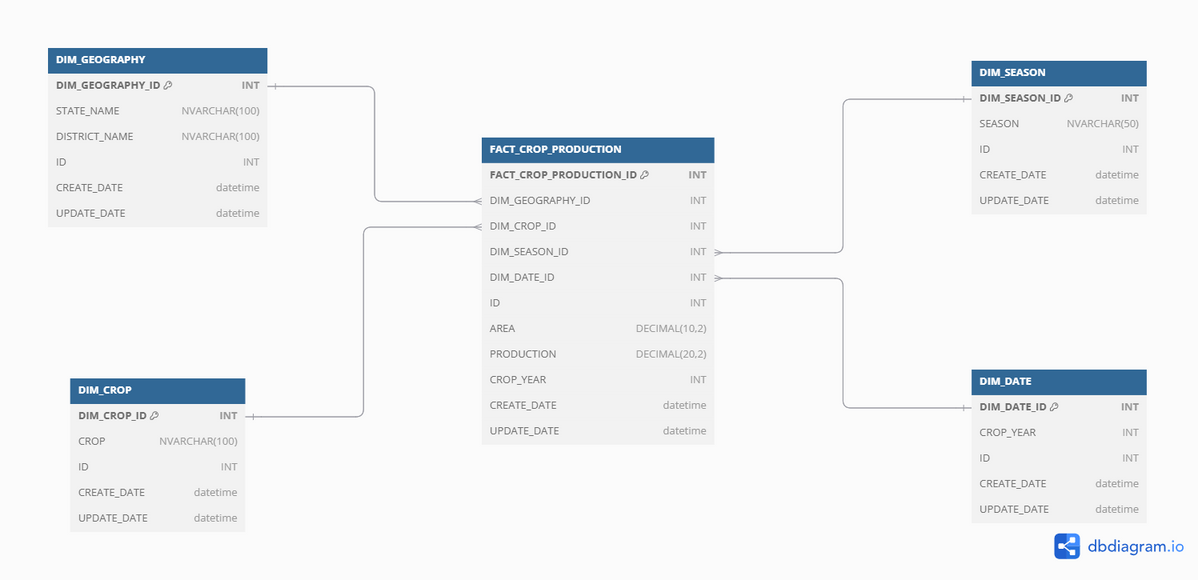 DIM_GEOGRAPHY
DIM_GEOGRAPHY_ID INT
STATE_NAME NVARCHAR(100)
DISTRICT_NAME NVARCHAR(100)
ID INT
CREATE_DATE datetime
UPDATE_DATE datetime
DIM_CROP
DIM_CROP_ID INT
CROP NVARCHAR(100)
ID INT
CREATE_DATE datetime
UPDATE_DATE datetime
FACT_CROP_PRODUCTION
FACT_CROP_PRODUCTION_ID INT
DIM_GEOGRAPHY_ID INT
DIM_CROP_ID INT
DIM_SEASON_ID INT
DIM_DATE_ID INT
ID INT
AREA DECIMAL(10,2)
PRODUCTION DECIMAL(20,2)
CROP_YEAR INT
CREATE_DATE datetime
UPDATE_DATE datetime
DIM_SEASON
DIM_SEASON_ID INT
SEASON NVARCHAR(50)
ID INT
CREATE_DATE datetime
UPDATE_DATE datetime
DIM_DATE
DIM_DATE_ID INT
CROP_YEAR INT
ID INT
CREATE_DATE datetime
UPDATE_DATE datetime
dbdiagram.io